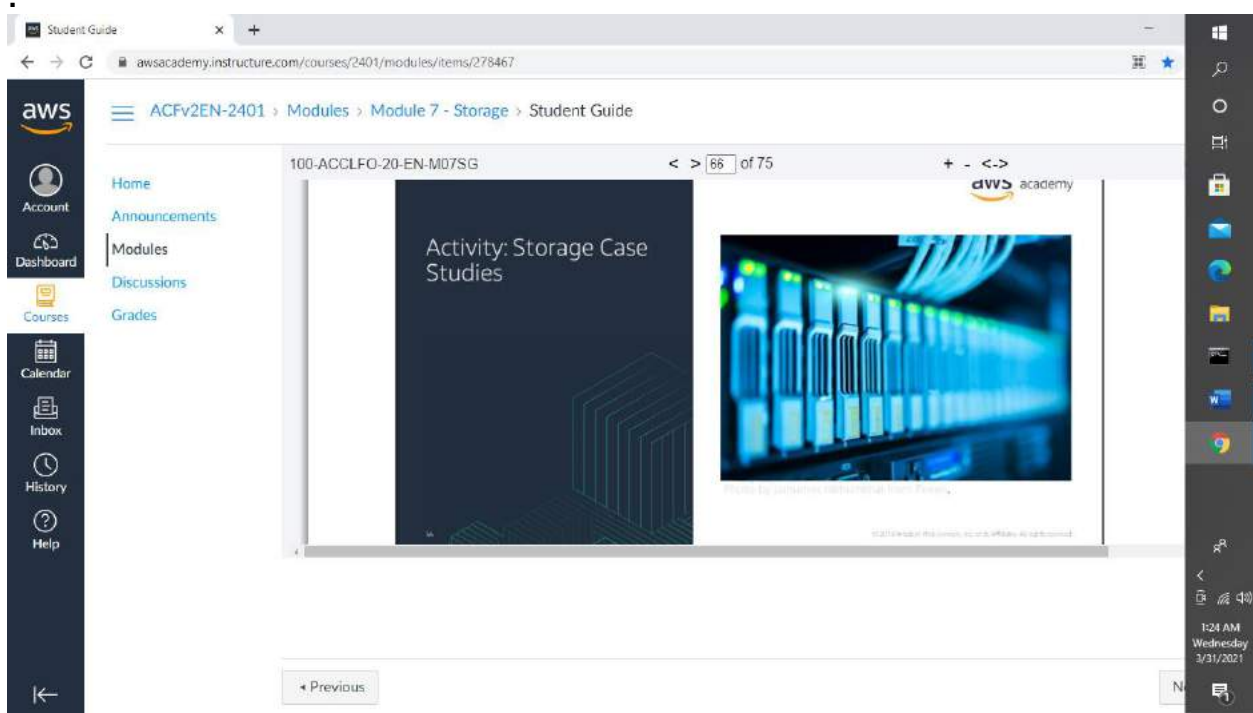 Student Guide
awsacademy.instructure.com/courses/2401/modules/items/278467
aws
ACFv2EN-2401 › Modules › Module 7 - Storage › Student Guide
Account
Dashboard
Courses
Calendar
Inbox
History
Help
Home
Announcements
Modules
Discussions
Grades
100-ACCLFO-20-EN-M07SG
< > 66 of 75
+ - <->
aws academy
Activity: Storage Case
Studies
Previous
1:24 AM
Wednesday
3/31/2021